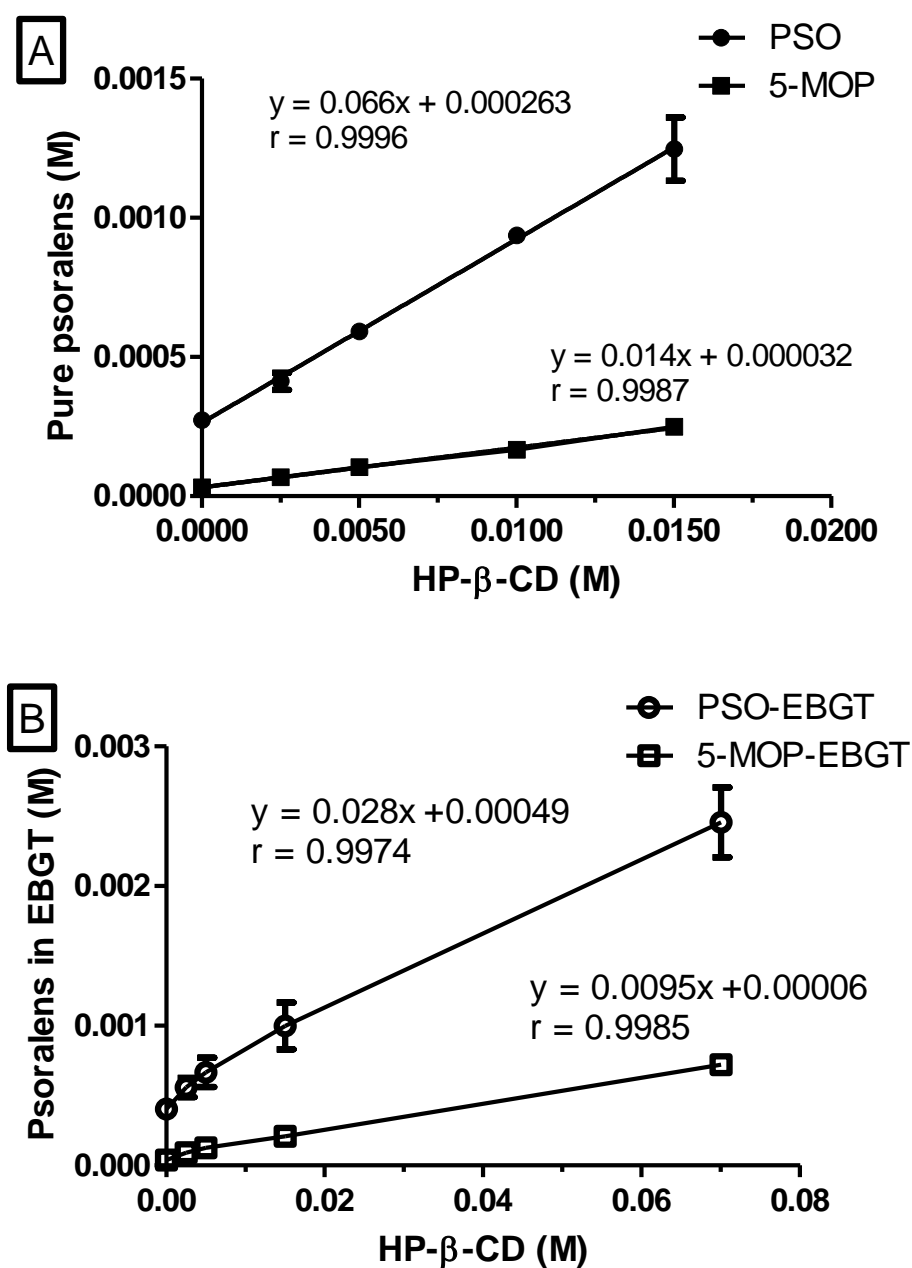 A
PSO
5-MOP
y = 0.066x + 0.000263
r = 0.9996
y = 0.014x + 0.000032
r = 0.9987
Pure psoralens (M)
0.0015
0.0010
0.0005
0.0000
0.0000 0.0050 0.0100 0.0150 0.0200
HP-β-CD (M)
B
PSO-EBGT
5-MOP-EBGT
y = 0.028x +0.00049
r = 0.9974
y = 0.0095x +0.00006
r = 0.9985
Psoralens in EBGT (M)
0.003
0.002
0.001
0.000
0.00 0.02 0.04 0.06 0.08
HP-β-CD (M)